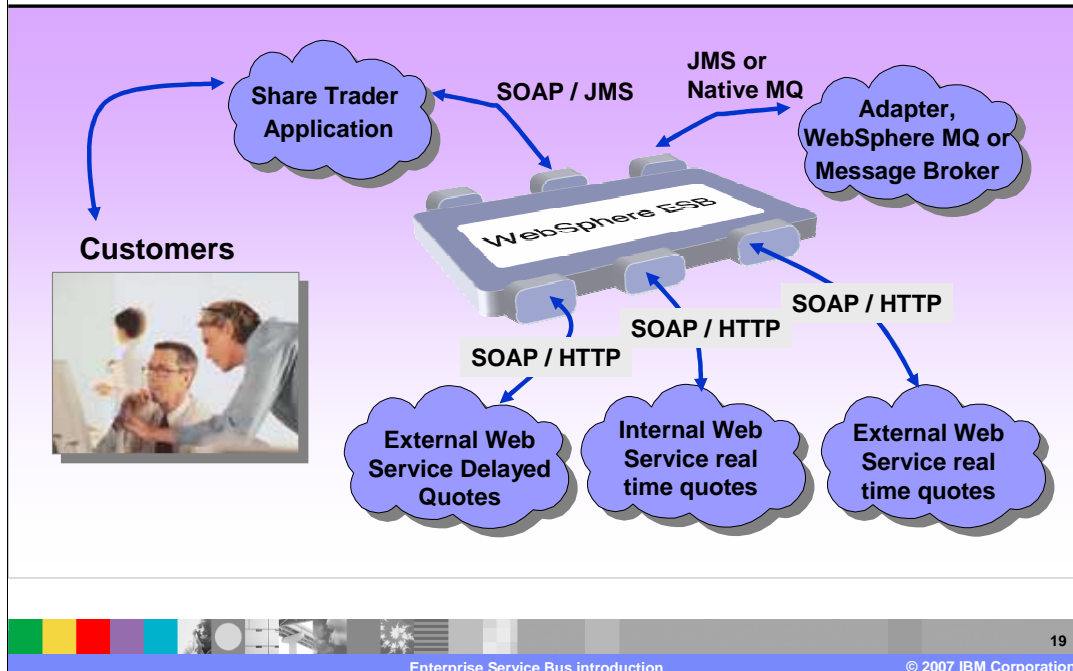 Share Trader
Application
SOAP / JMS
JMS or
Native MQ
Adapter,
WebSphere MQ or
Message Broker
WebSphere ESB
Customers
SOAP / HTTP
SOAP / HTTP
SOAP / HTTP
External Web
Service Delayed
Quotes
Internal Web
Service real
time quotes
External Web
Service real
time quotes
19
Enterprise Service Bus introduction
© 2007 IBM Corporation